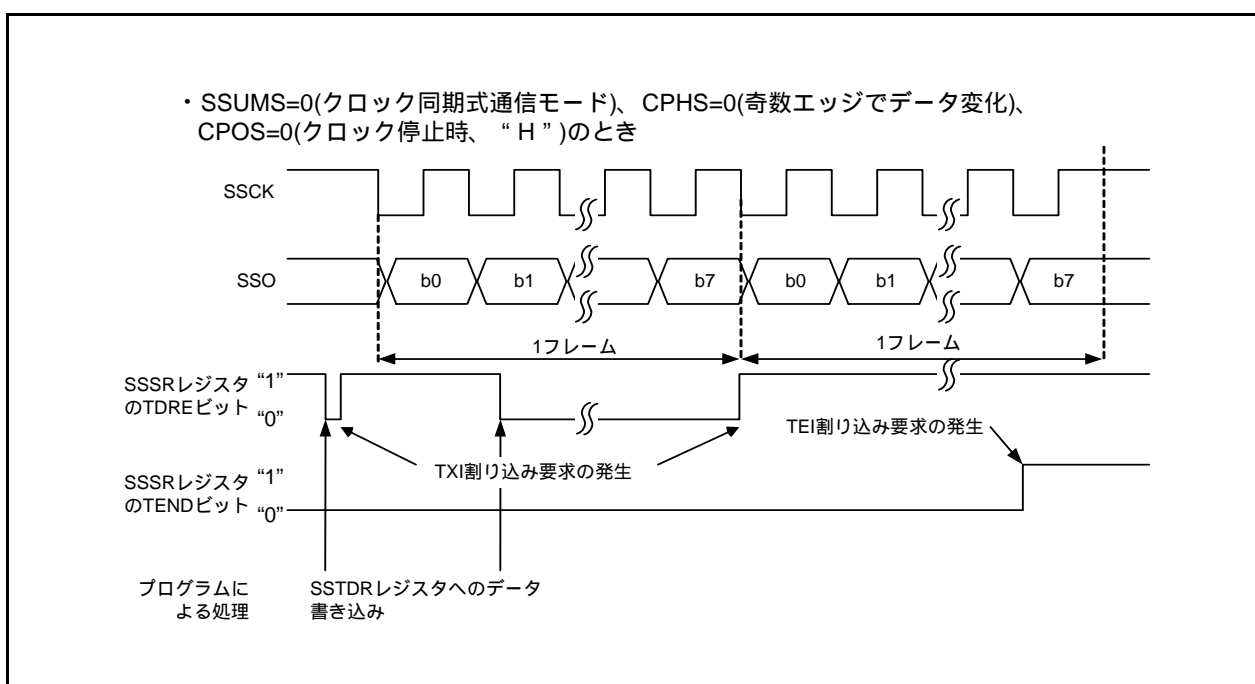 ・SSUMS=0(クロック同期式通信モード)、CPHS=0(奇数エッジでデータ変化)、
CPOS=0(クロック停止時、“H”)のとき
SSCK
SSO
b0
b1
b7
b0
b1
b7
1フレーム
1フレーム
SSSRレジスタ “1”
のTDREビット “0”
TEI割り込み要求の発生
TXI割り込み要求の発生
SSSRレジスタ “1”
のTENDビット “0”
プログラムに
よる処理
SSTDRレジスタへのデータ
書き込み